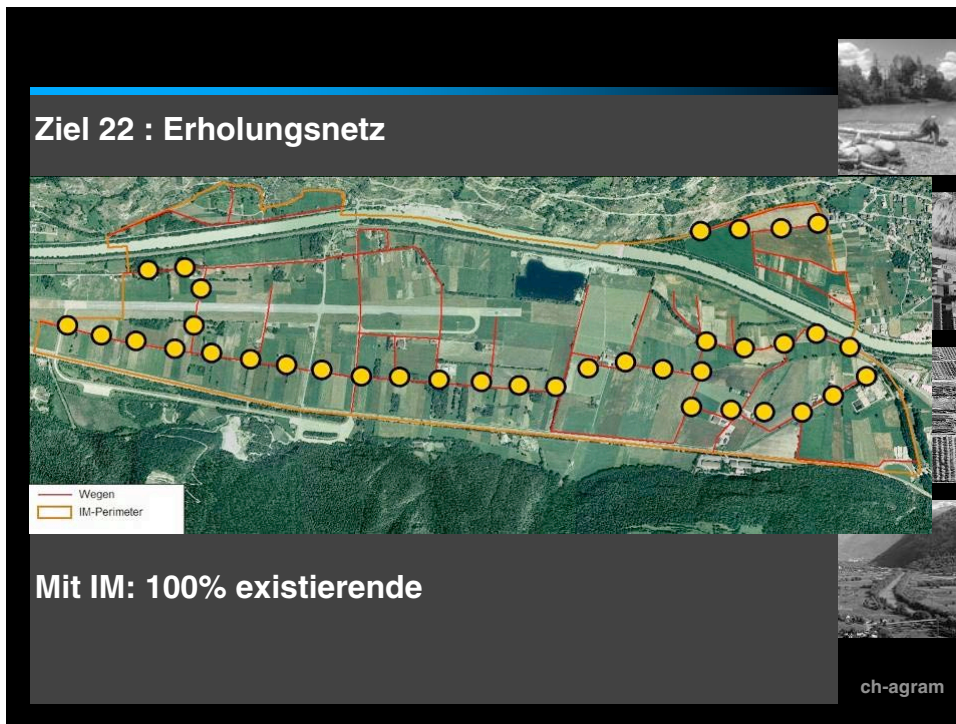 Ziel 22 : Erholungsnetz
Wegen
IM-Perimeter
Mit IM: 100% existierende
ch-agram